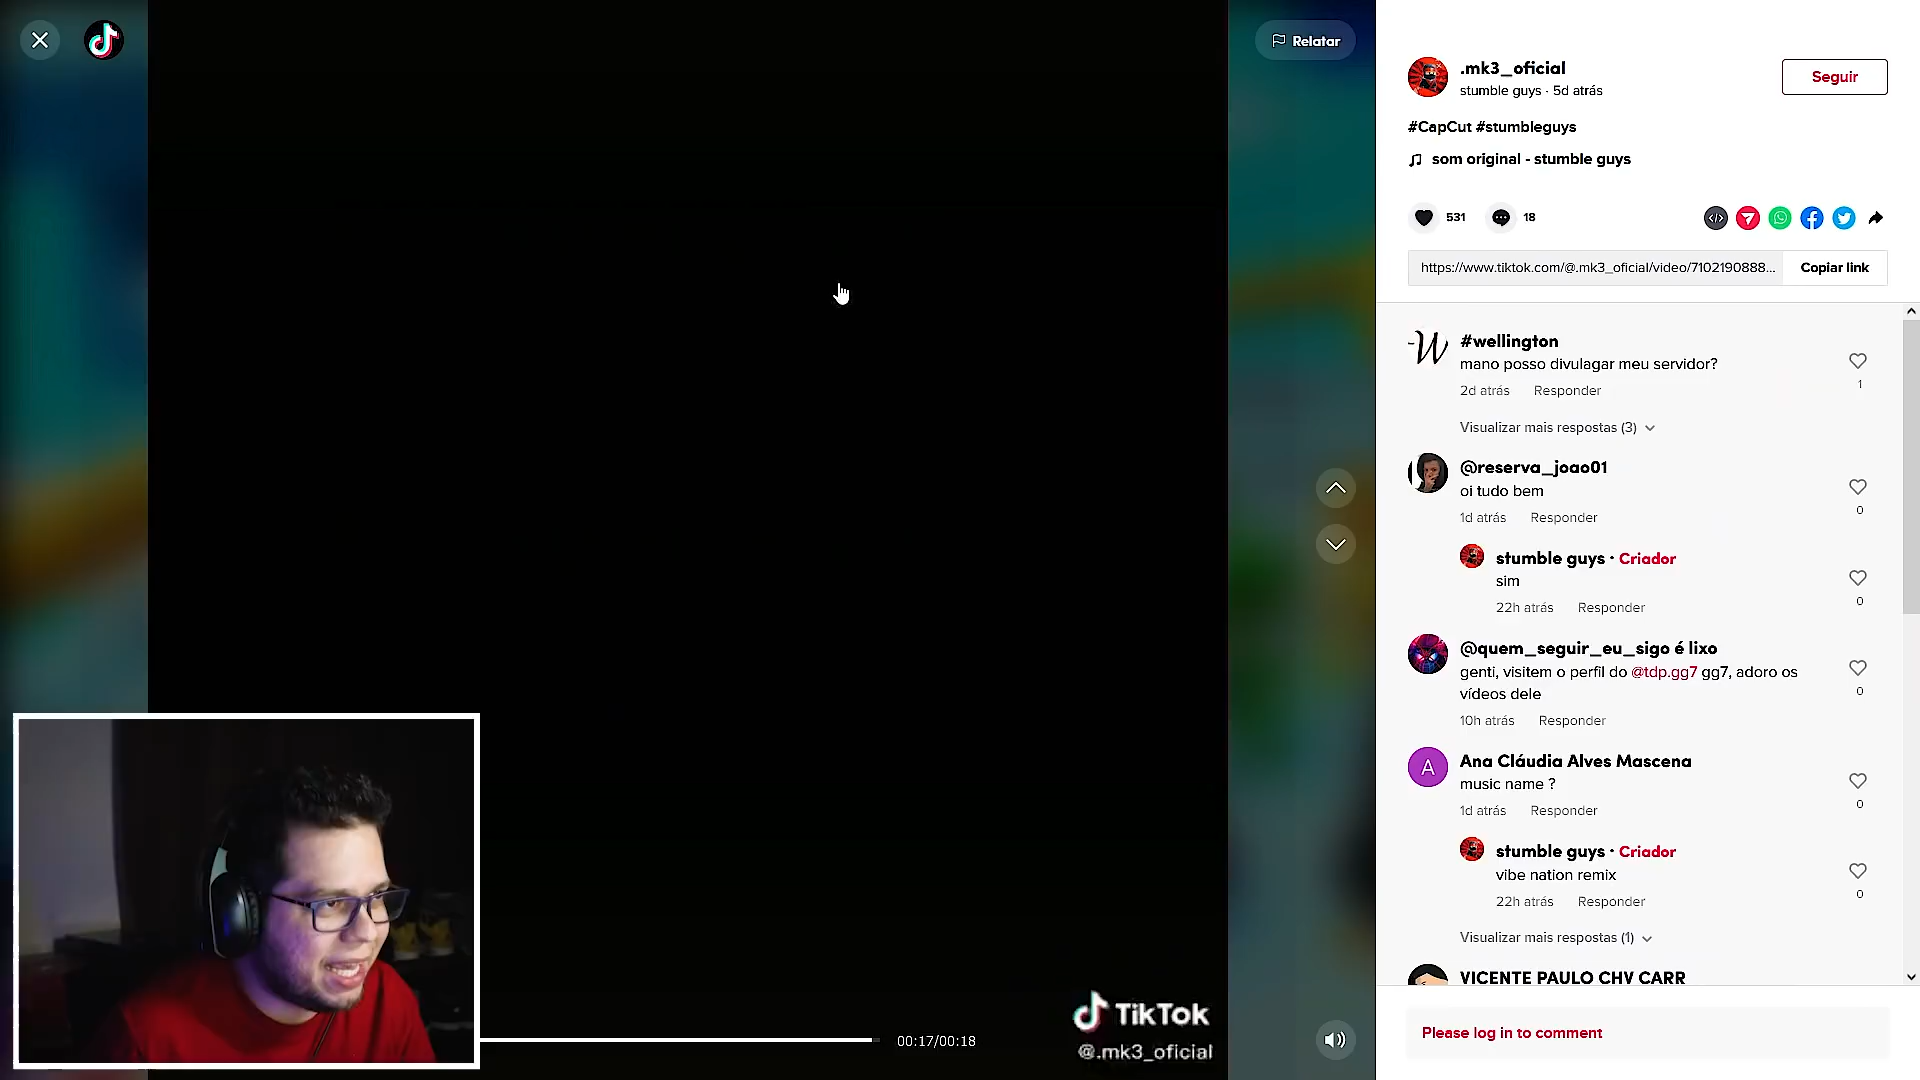 Relatar
.mk3_oficial
stumble guys · 5d atrás
Seguir
#CapCut #stumbleguys
som original - stumble guys
531
18
https://www.tiktok.com/@.mk3_oficial/video/7102190888...
Copiar link
#wellington
mano posso divulagar meu servidor?
2d atrás Responder
1
Visualizar mais respostas (3)
@reserva_joao01
oi tudo bem
1d atrás Responder
0
stumble guys · Criador
sim
22h atrás Responder
0
@quem_seguir_eu_sigo é lixo
genti, visitem o perfil do @tdp.gg7 gg7, adoro os
vídeos dele
10h atrás Responder
0
A
Ana Cláudia Alves Mascena
music name ?
1d atrás Responder
0
stumble guys · Criador
vibe nation remix
22h atrás Responder
0
Visualizar mais respostas (1)
VICENTE PAULO CHV CARR
Please log in to comment
00:17/00:18
TikTok
@.mk3_oficial